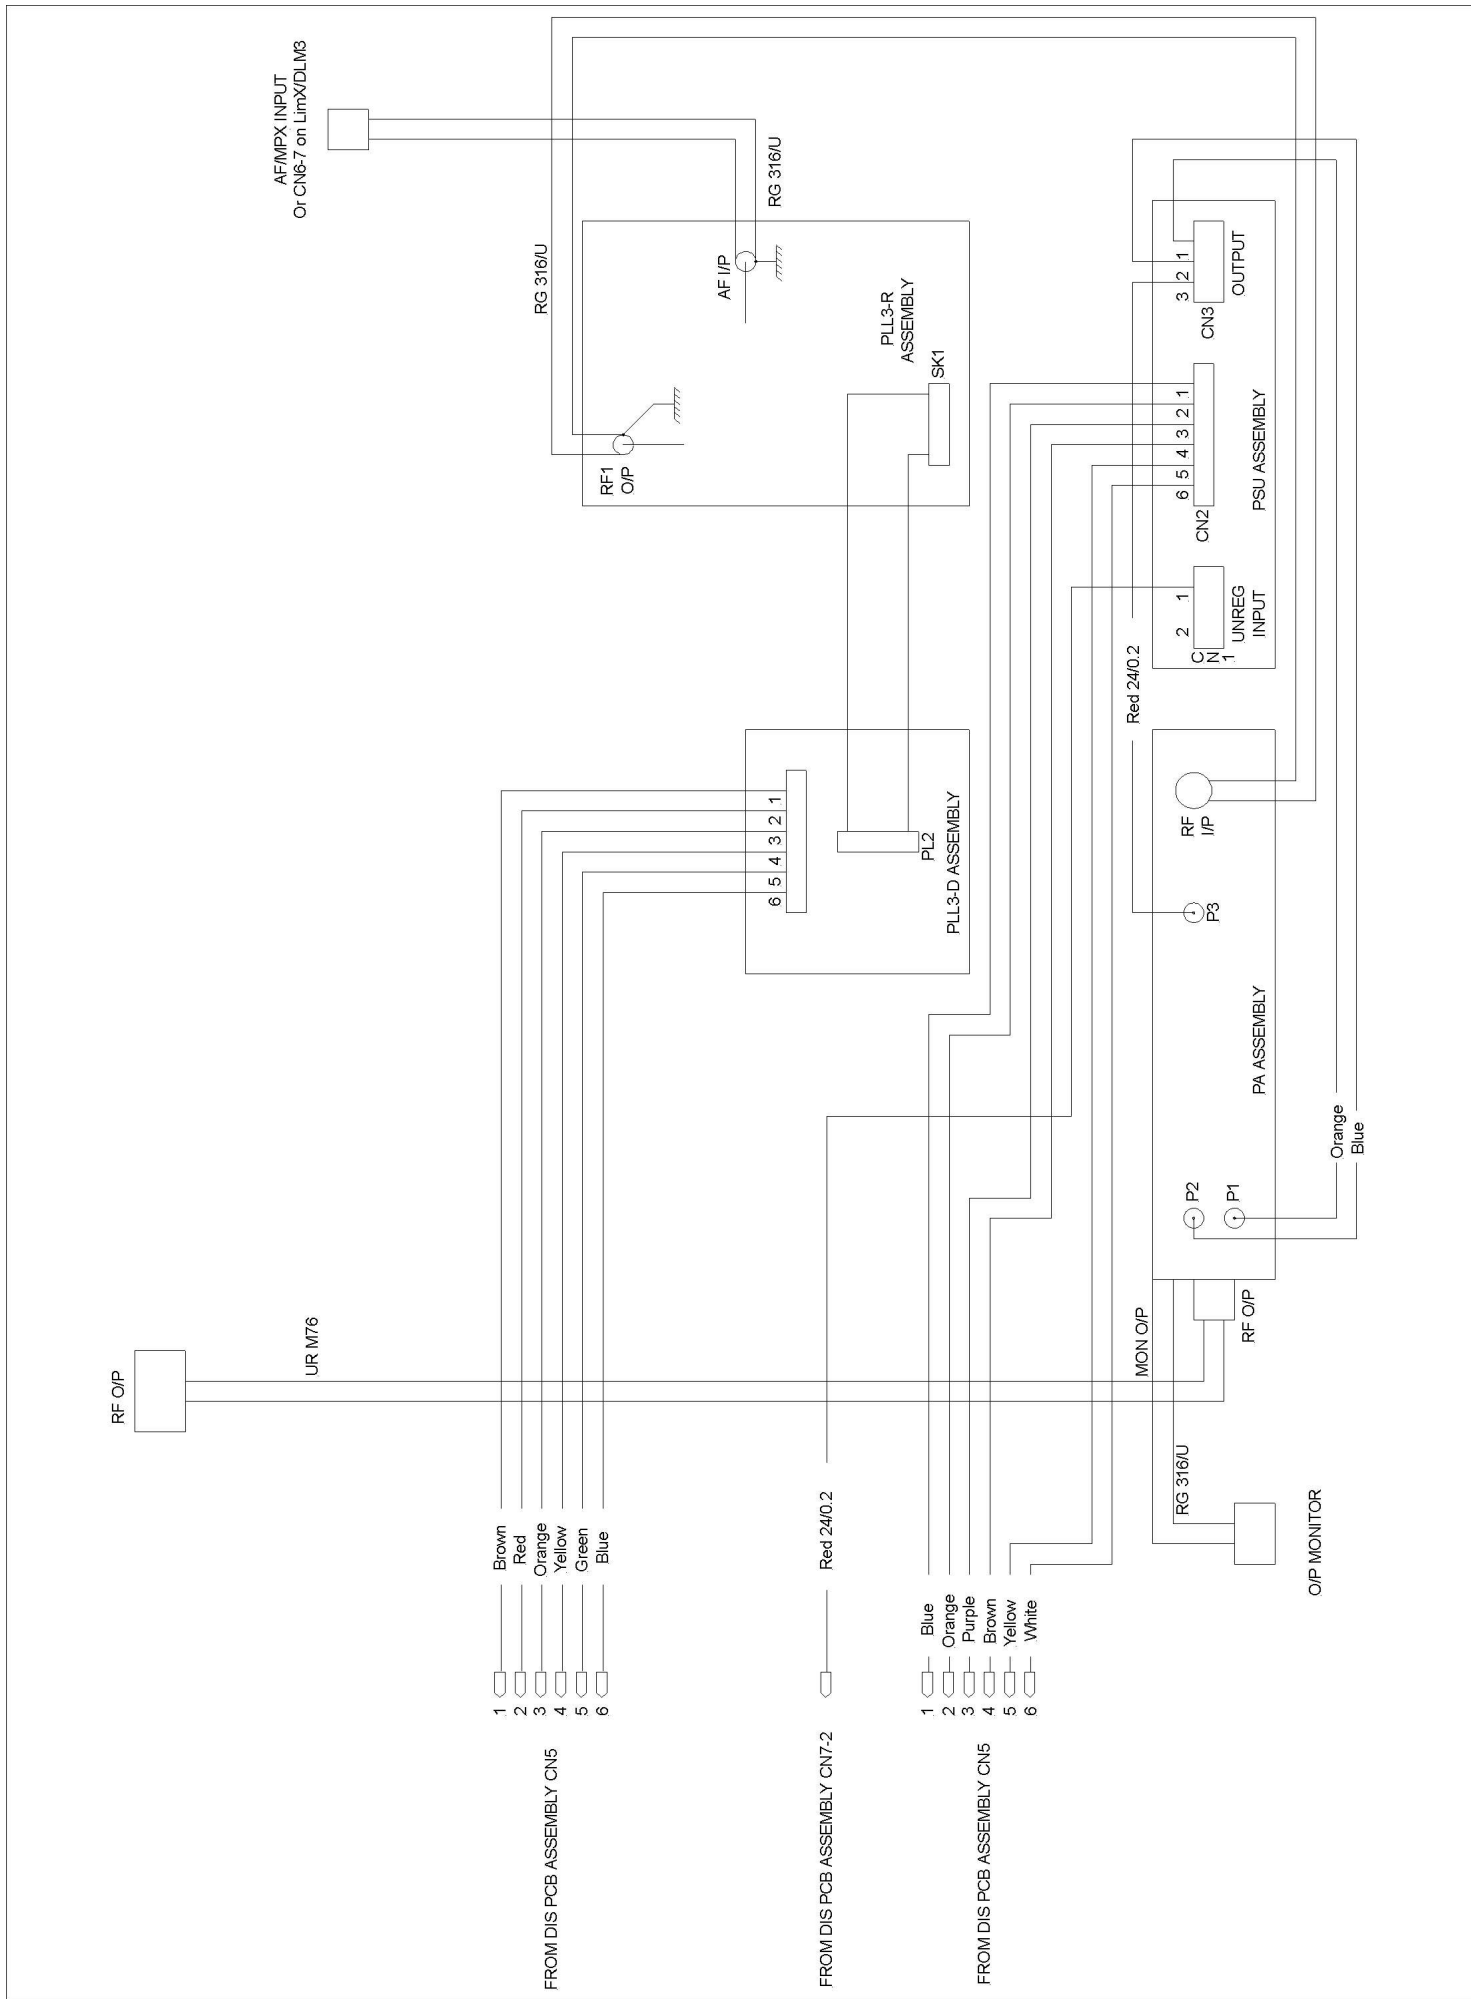 RF O/P
UR M76
AF/MPX INPUT
Or CN6-7 on LimX/DLM3
RG 316/U
RG 316/U
FROM DIS PCB ASSEMBLY CN5
1 Brown
2 Red
3 Orange
4 Yellow
5 Green
6 Blue
6 5 4 3 2 1
PL2
PLL3-D ASSEMBLY
RF1
O/P
AF I/P
PLL3-R
ASSEMBLY
SK1
FROM DIS PCB ASSEMBLY CN7-2
Red 24/0.2
FROM DIS PCB ASSEMBLY CN5
1 Blue
2 Orange
3 Purple
4 Brown
5 Yellow
6 White
Red 24/0.2
MON O/P
RG 316/U
O/P MONITOR
RF O/P
P2
P1
PA ASSEMBLY
P3
RF
I/P
2 1
CN1
UNREG
INPUT
6 5 4 3 2 1
CN2
PSU ASSEMBLY
3 2 1
CN3
OUTPUT
Orange
Blue